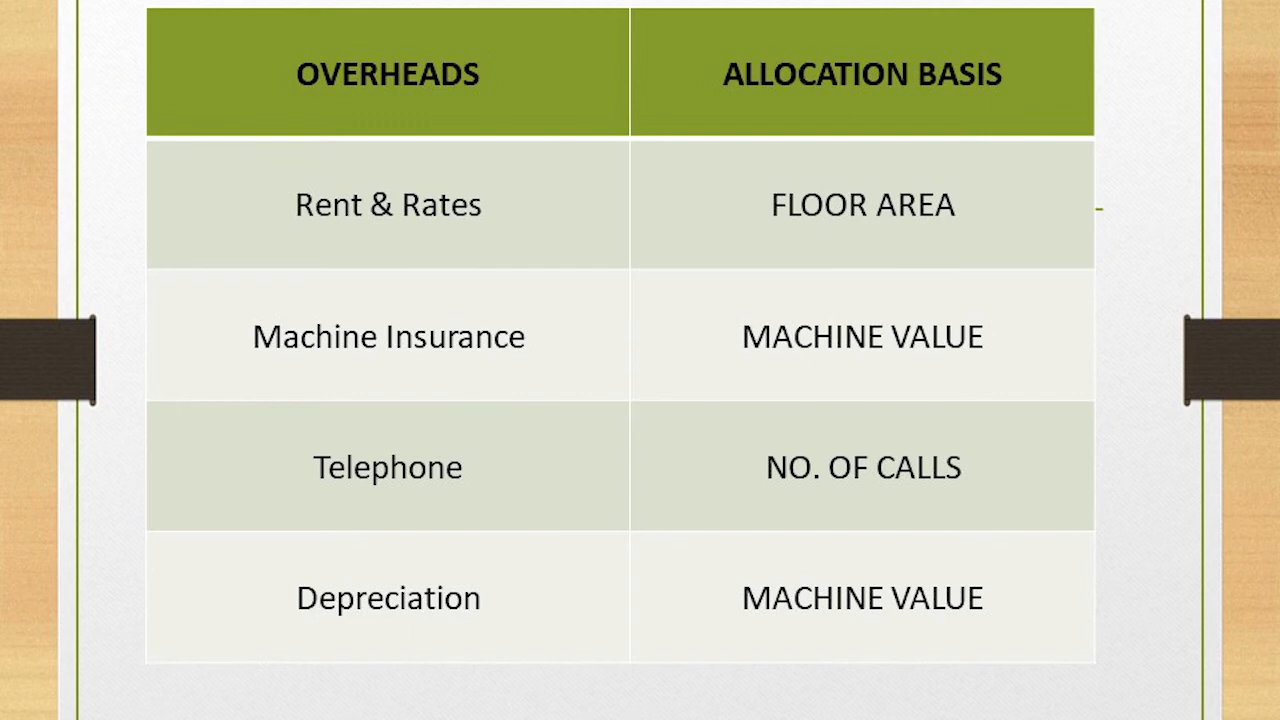 OVERHEADS ALLOCATION BASIS
Rent & Rates FLOOR AREA
Machine Insurance MACHINE VALUE
Telephone NO. OF CALLS
Depreciation MACHINE VALUE